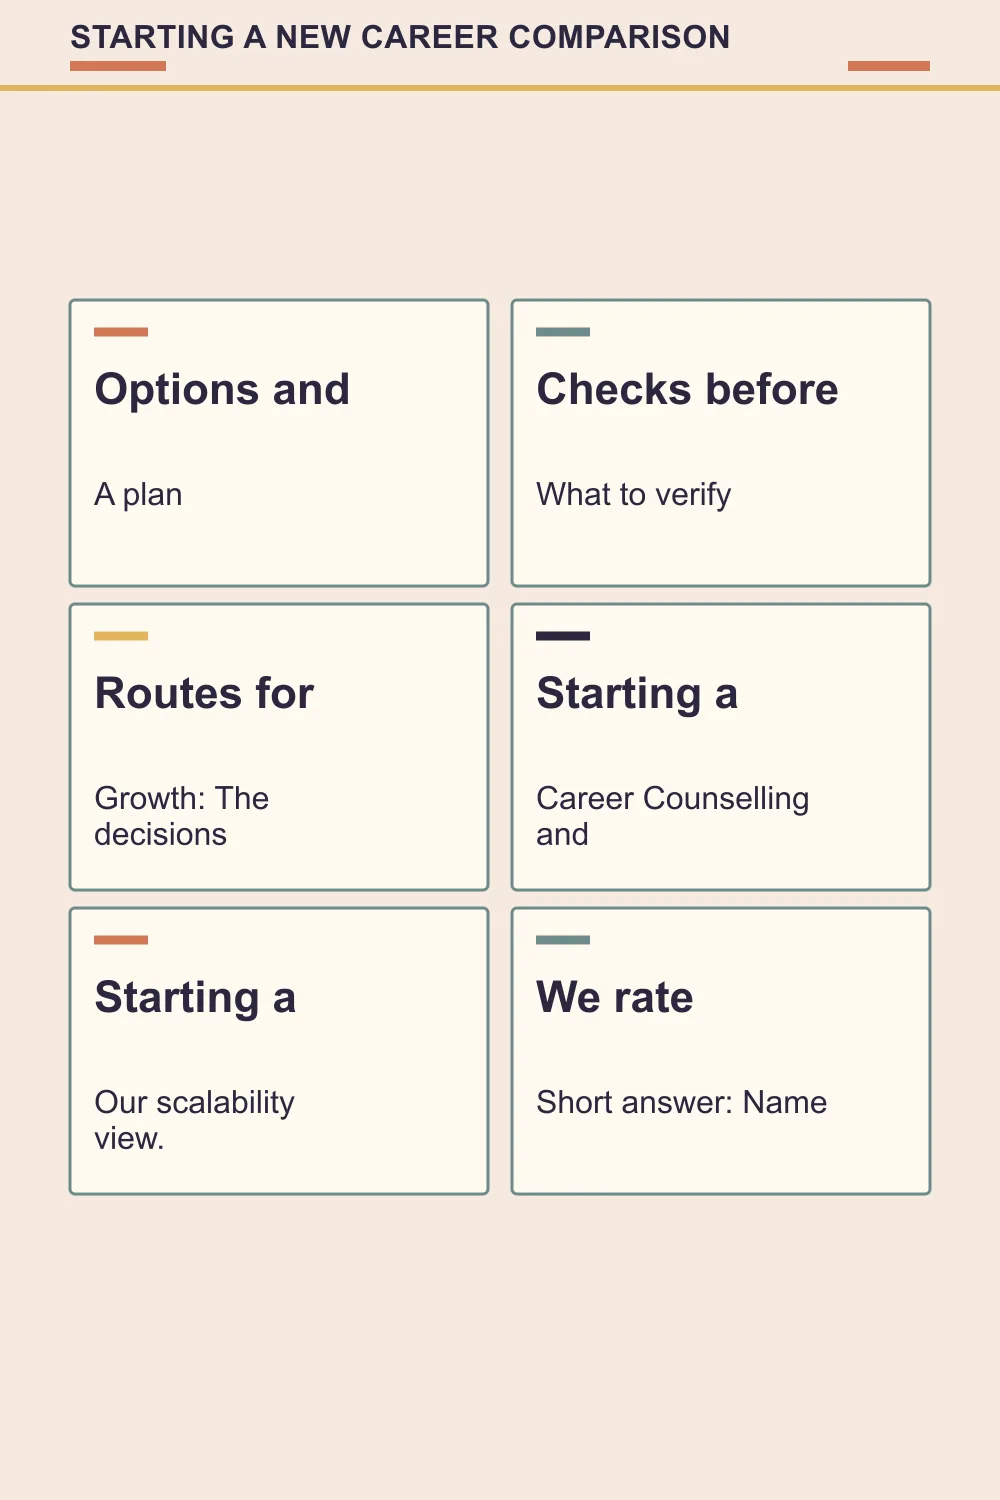 STARTING A NEW CAREER COMPARISON
Options and
A plan
Checks before
What to verify
Routes for
Growth: The
decisions
Starting a
Career Counselling
and
Starting a
Our scalability
view.
We rate
Short answer: Name